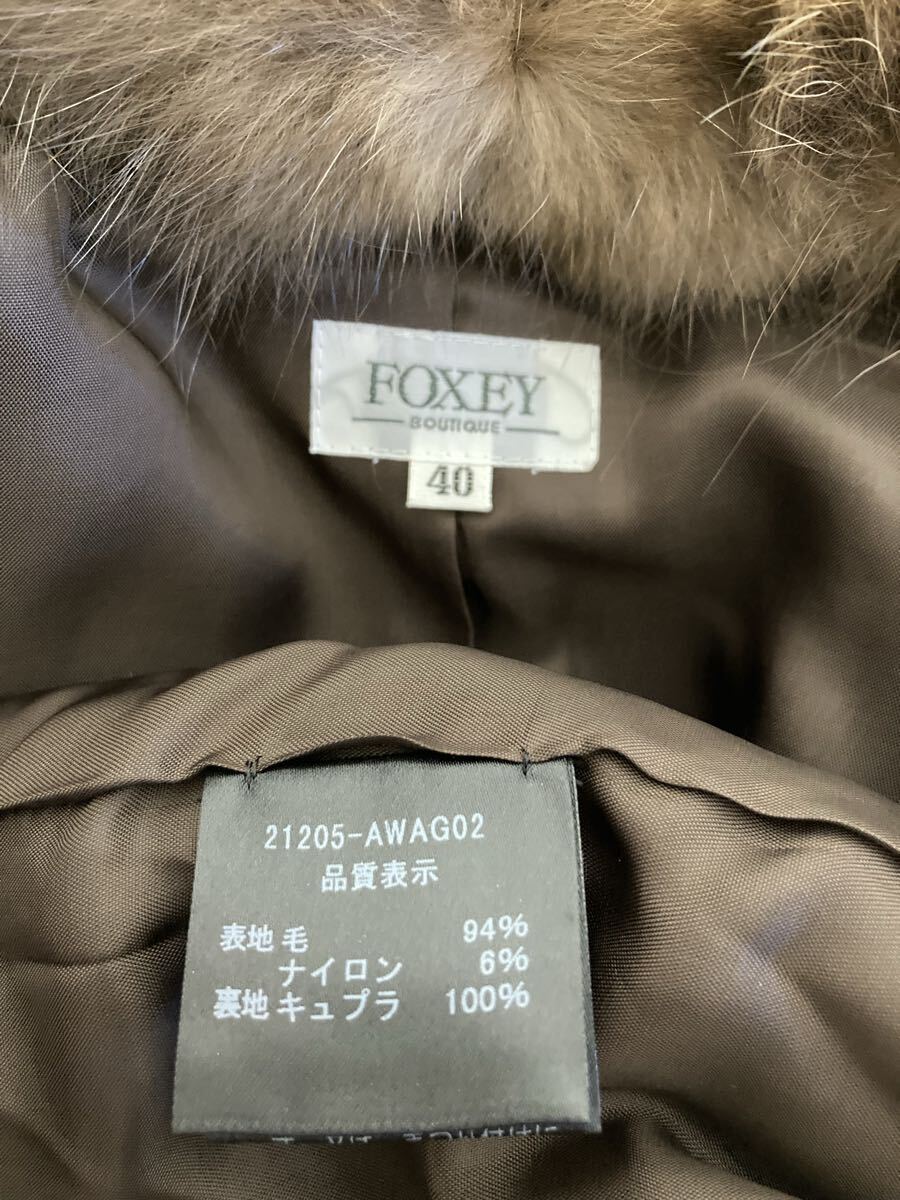 FOXEY
BOUTIQUE
40
21205-AWAG02
品質表示
表地 毛 94%
ナイロン 6%
裏地 キュプラ 100%